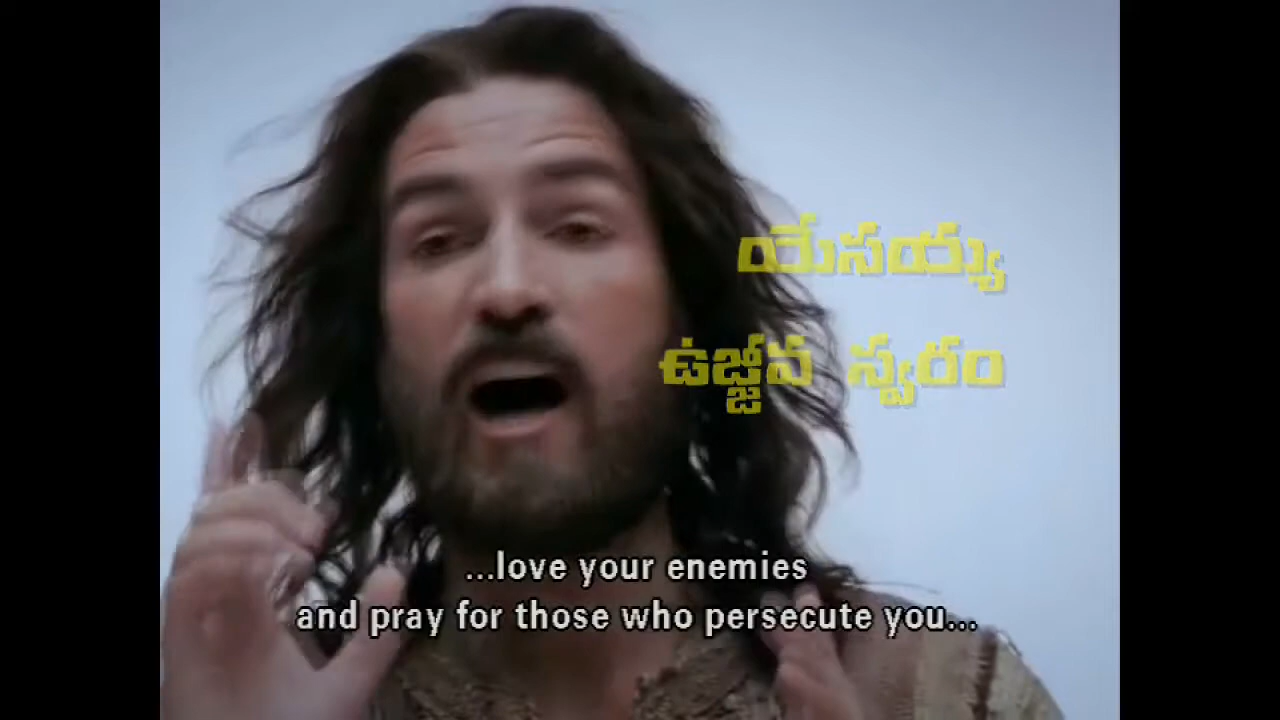 యేసయ్య
ఉజ్జీవ స్వరం
...love your enemies
and pray for those who persecute you...